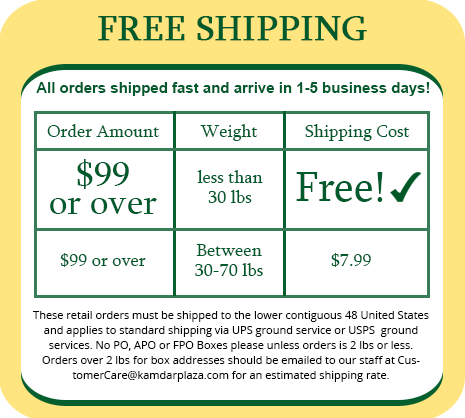 FREE SHIPPING
All orders shipped fast and arrive in 1-5 business days!
Order Amount Weight Shipping Cost
$99 or over less than 30 lbs Free! ✓
$99 or over Between 30-70 lbs $7.99
These retail orders must be shipped to the lower contiguous 48 United States
and applies to standard shipping via UPS ground service or USPS ground
services. No PO, APO or FPO Boxes please unless orders is 2 lbs or less.
Orders over 2 lbs for box addresses should be emailed to our staff at Cus-
tomerCare@kamdarplaza.com for an estimated shipping rate.